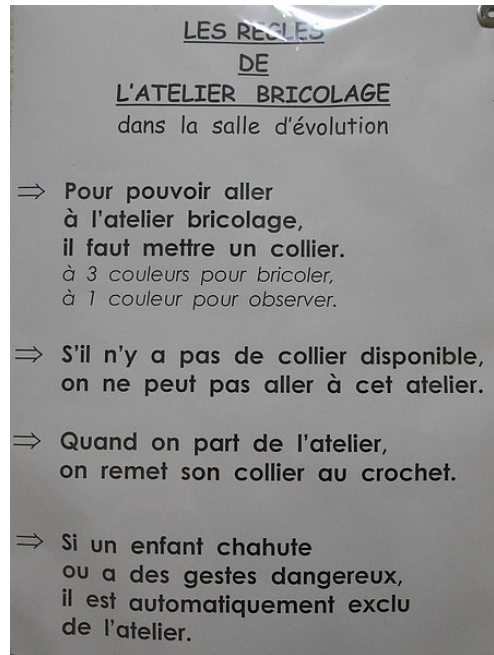 LES REGLES
DE
L'ATELIER BRICOLAGE
dans la salle d'évolution
⇒ Pour pouvoir aller
à l'atelier bricolage,
il faut mettre un collier.
à 3 couleurs pour bricoler,
à 1 couleur pour observer.
⇒ S'il n'y a pas de collier disponible,
on ne peut pas aller à cet atelier.
⇒ Quand on part de l'atelier,
on remet son collier au crochet.
⇒ Si un enfant chahute
ou a des gestes dangereux,
il est automatiquement exclu
de l'atelier.